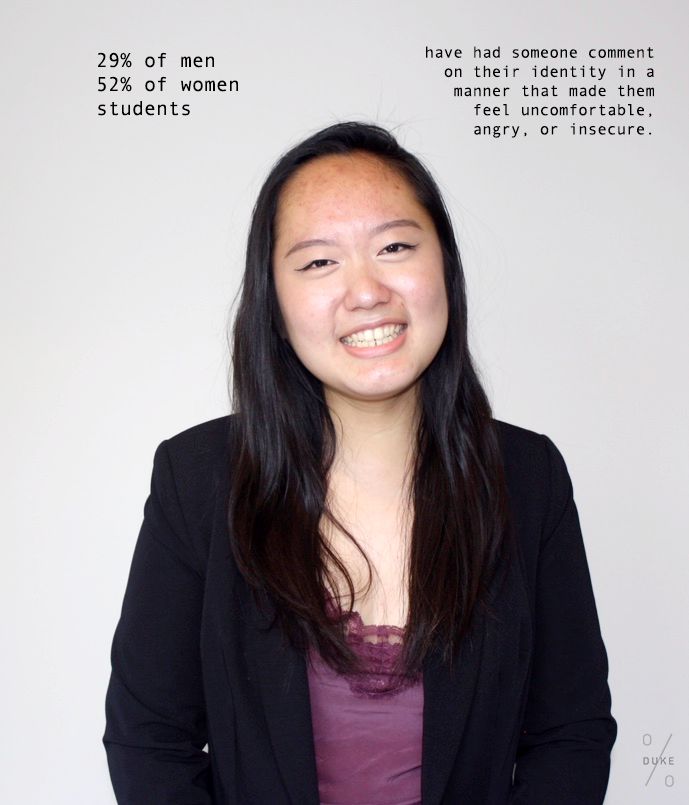 29% of men
52% of women
students
have had someone comment
on their identity in a
manner that made them
feel uncomfortable,
angry, or insecure.
DUKE